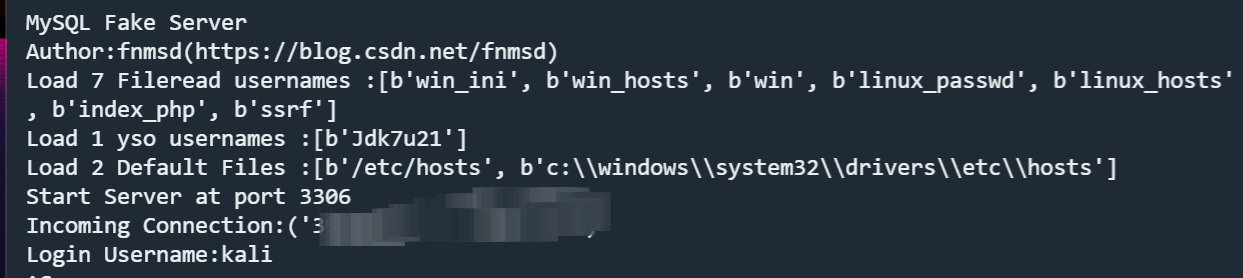 MySQL Fake Server
Author:fnmsd(https://blog.csdn.net/fnmsd)
Load 7 Fileread usernames :[b'win_ini', b'win_hosts', b'win', b'linux_passwd', b'linux_hosts'
, b'index_php', b'ssrf']
Load 1 yso usernames :[b'Jdk7u21']
Load 2 Default Files :[b'/etc/hosts', b'c:\\windows\\system32\\drivers\\etc\\hosts']
Start Server at port 3306
Incoming Connection:('3
Login Username:kali